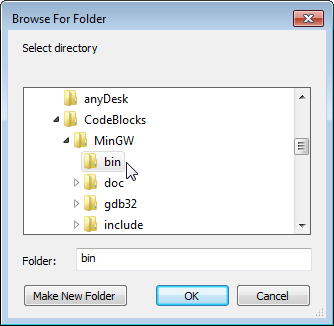 Browse For Folder
Select directory
anyDesk
CodeBlocks
MinGW
bin
doc
gdb32
include
Folder: bin
Make New Folder OK Cancel